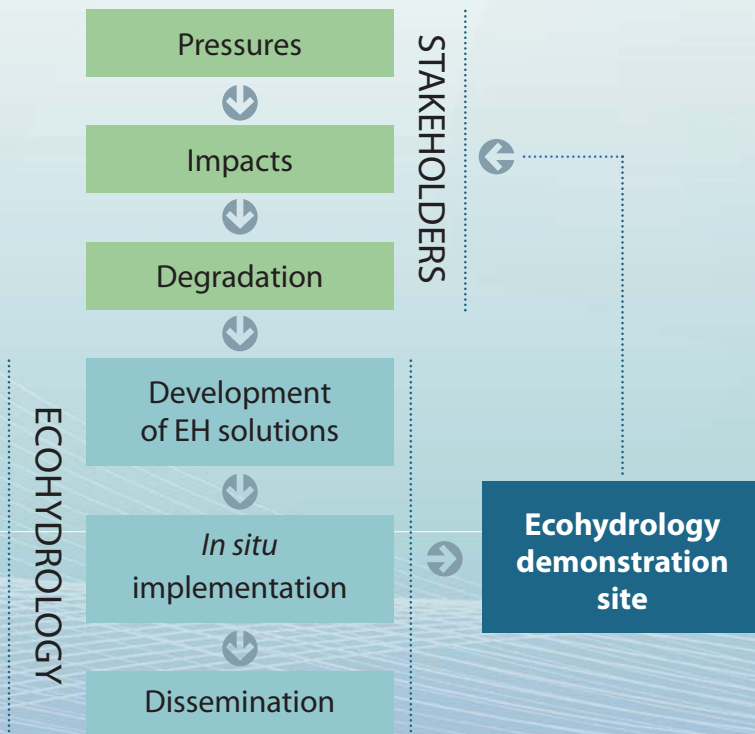 Pressures
STAKEHOLDERS
Impacts
Degradation
Development
of EH solutions
ECOHYDROLOGY
In situ
implementation
Ecohydrology
demonstration
site
Dissemination